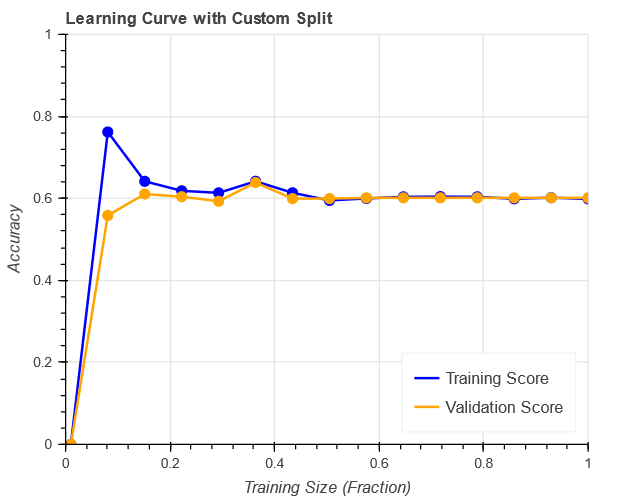 Learning Curve with Custom Split
1
0.8
0.6
0.4
0.2
0
Accuracy
Training Score
Validation Score
0 0.2 0.4 0.6 0.8 1
Training Size (Fraction)